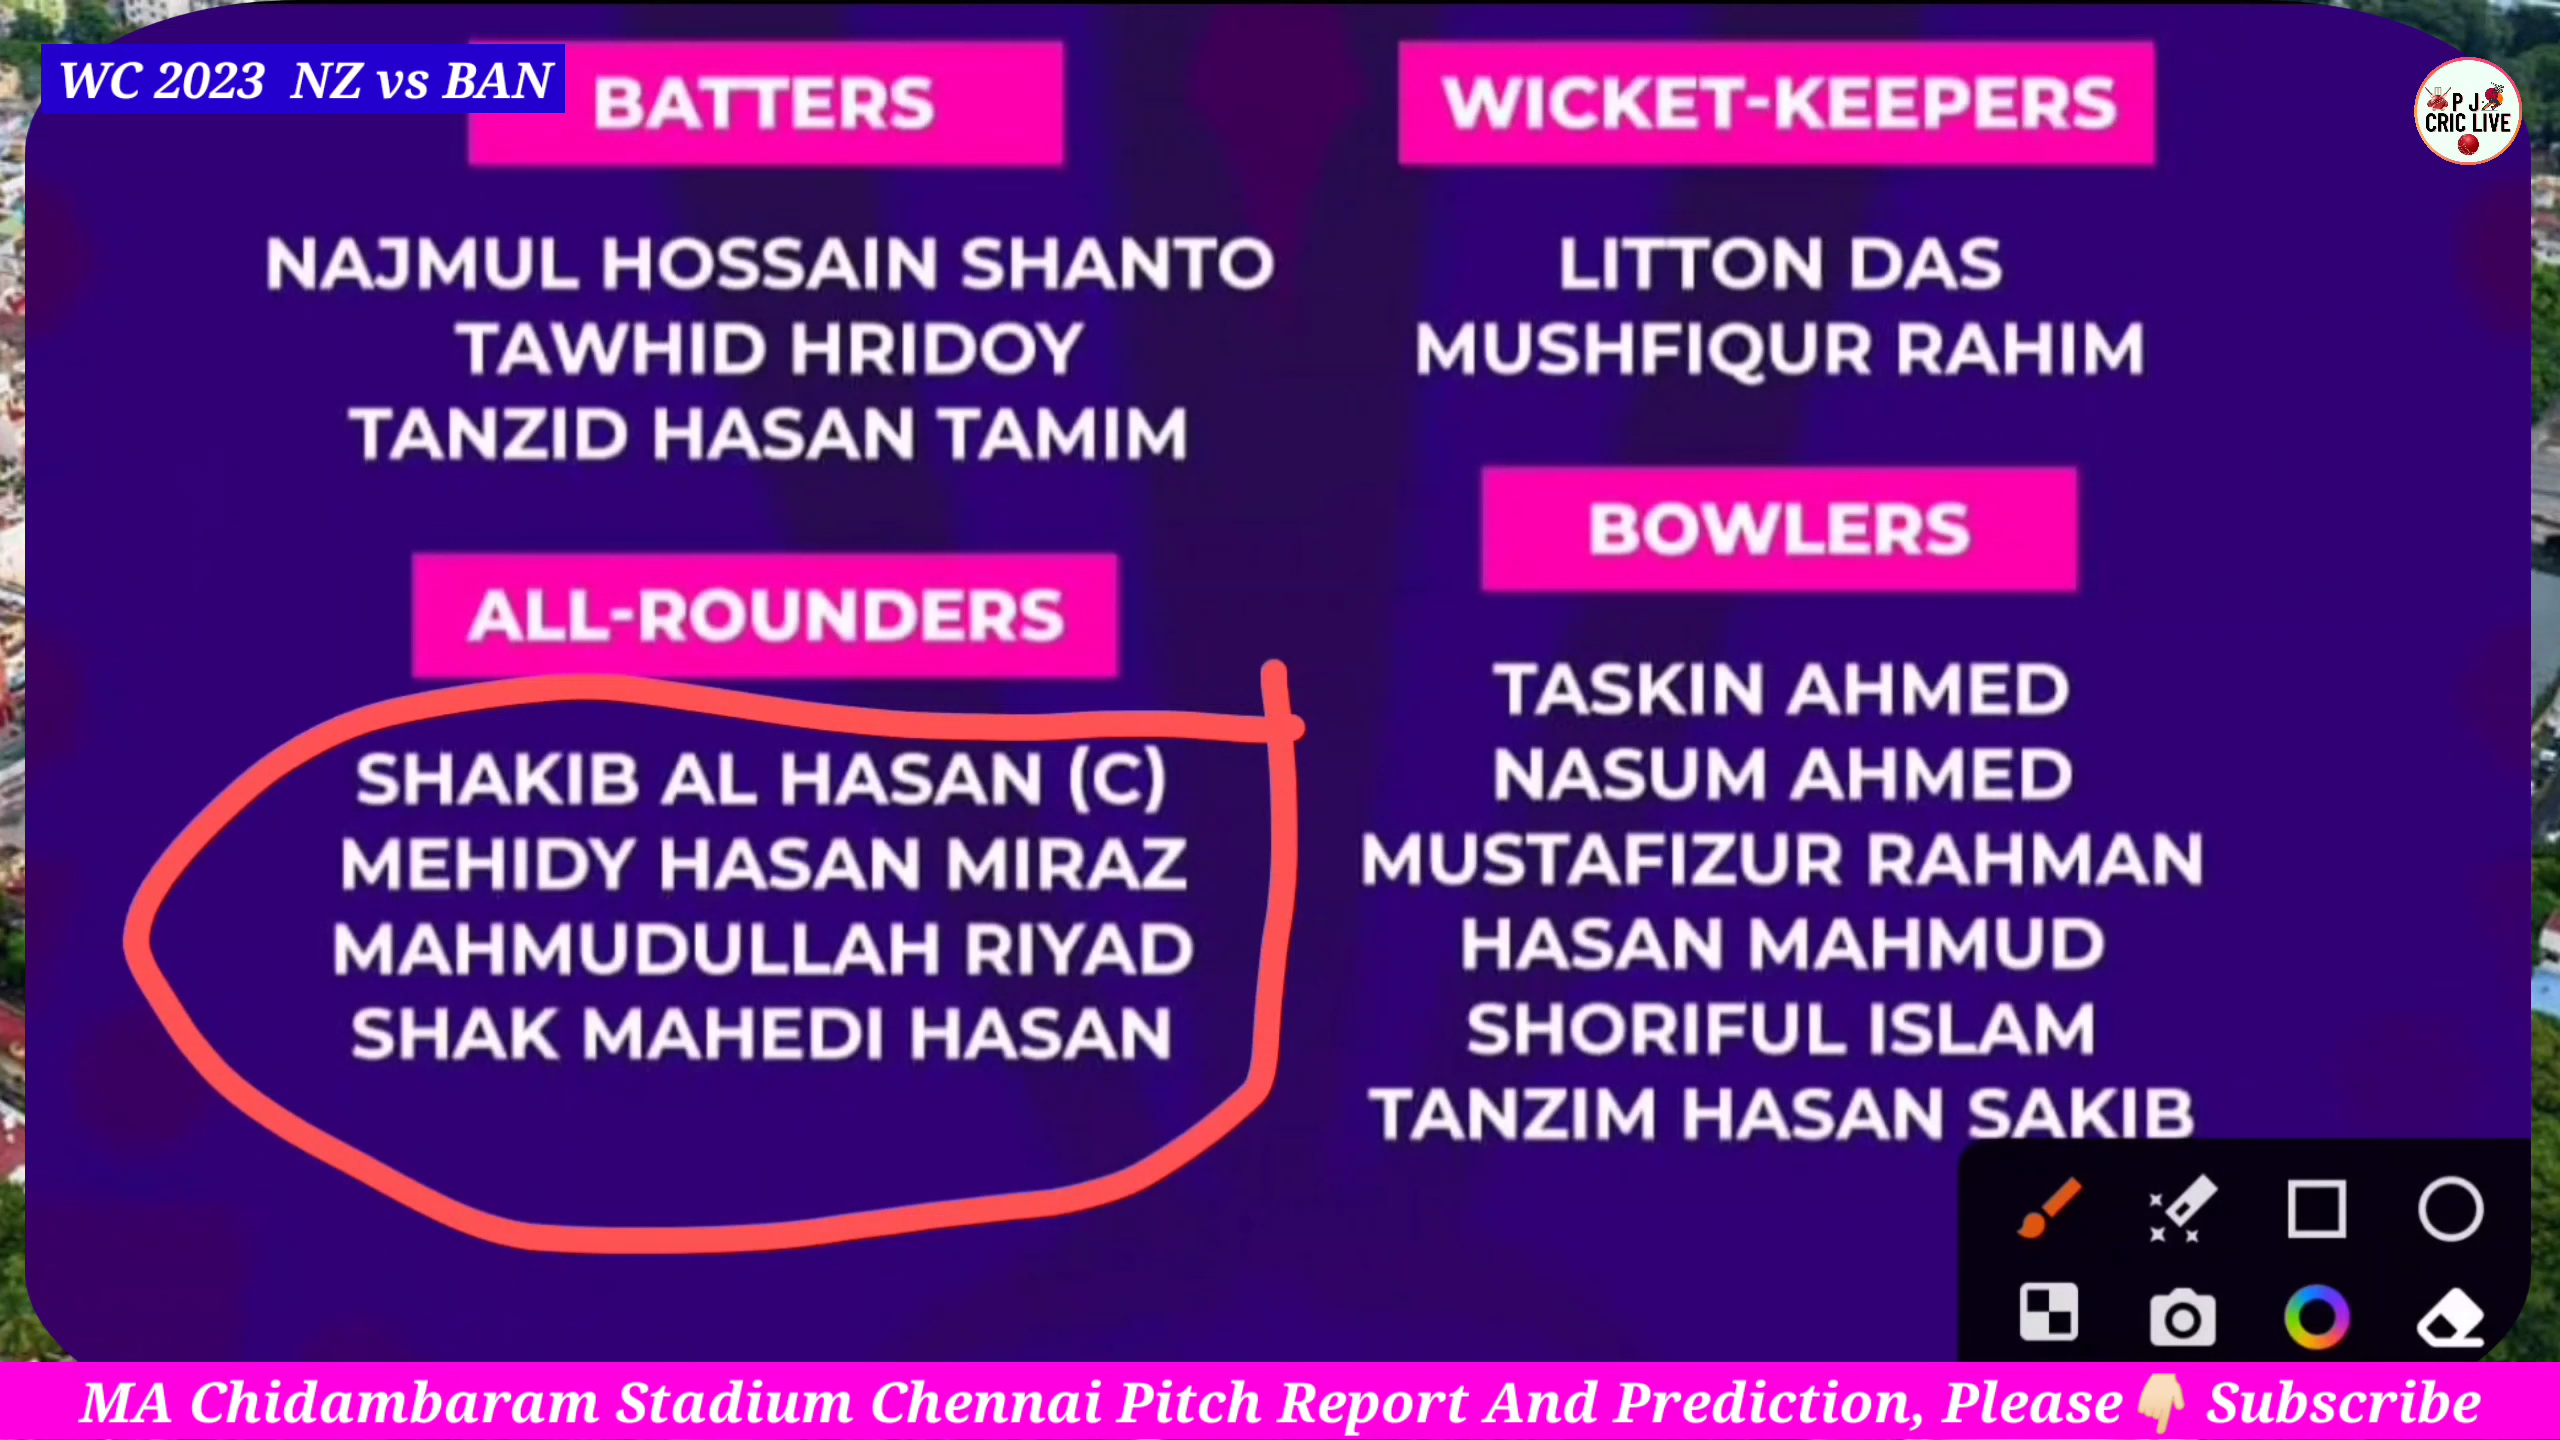 WC 2023 NZ vs BAN
BATTERS
NAJMUL HOSSAIN SHANTO
TAWHID HRIDOY
TANZID HASAN TAMIM
ALL-ROUNDERS
SHAKIB AL HASAN (C)
MEHIDY HASAN MIRAZ
MAHMUDULLAH RIYAD
SHAK MAHEDI HASAN
WICKET-KEEPERS
LITTON DAS
MUSHFIQUR RAHIM
BOWLERS
TASKIN AHMED
NASUM AHMED
MUSTAFIZUR RAHMAN
HASAN MAHMUD
SHORIFUL ISLAM
TANZIM HASAN SAKIB
P J
CRIC LIVE
MA Chidambaram Stadium Chennai Pitch Report And Prediction, Please👇🏻 Subscribe